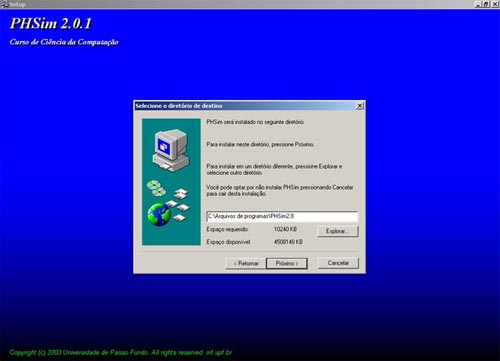 Setup
PHSim 2.0.1
Curso de Ciência da Computação
Selecione o diretório de destino
PHSim será instalado no seguinte diretório.
Para instalar neste diretório, pressione Próximo.
Para instalar em um diretório diferente, pressione Explorar e
selecione outro diretório.
Você pode optar por não instalar PHSim pressionando Cancelar
para sair desta instalação.
C:\Arquivos de programas\PHSim2.0
Espaço requerido: 10240 KB
Explorar...
Espaço disponível: 4508148 KB
< Retornar
Próximo >
Cancelar
Copyright (c) 2003 Universidade de Passo Fundo. All rights reserved. inf.upf.br